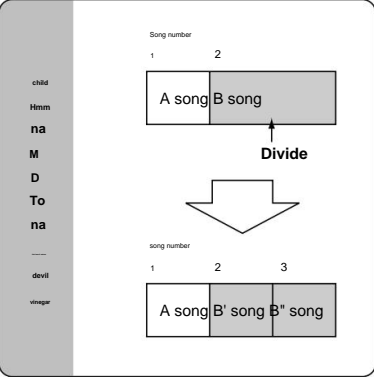 child
Hmm
na
M
D
To
na
devil
vinegar
Song number
1 2
A song B song
Divide
song number
1 2 3
A song B' song B" song